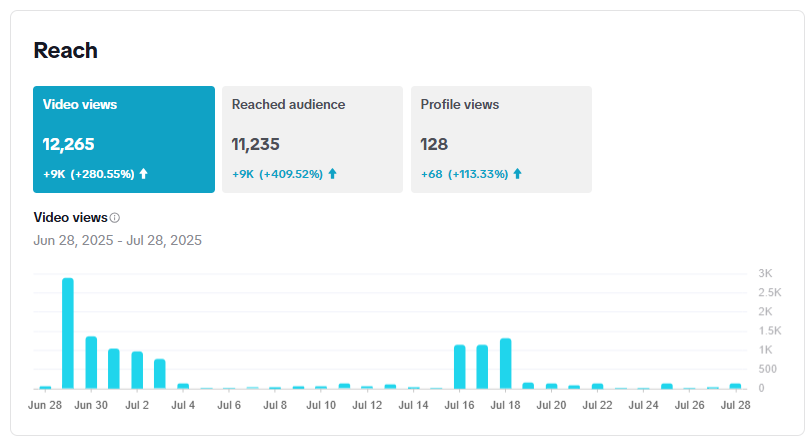 Reach
Video views Reached audience Profile views
12,265 11,235 128
+9K (+280.55%) +9K (+409.52%) +68 (+113.33%)
Video views
Jun 28, 2025 - Jul 28, 2025
3K
2.5K
2K
1.5K
1K
500
0
Jun 28 Jun 30 Jul 2 Jul 4 Jul 6 Jul 8 Jul 10 Jul 12 Jul 14 Jul 16 Jul 18 Jul 20 Jul 22 Jul 24 Jul 26 Jul 28